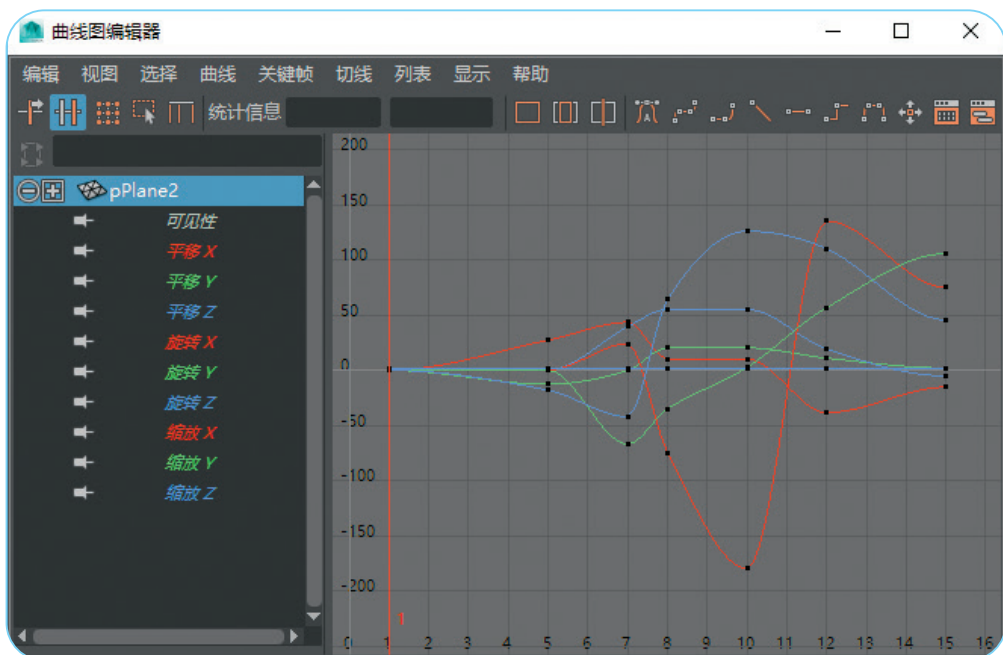 曲线图编辑器
编辑 视图 选择 曲线 关键帧 切线 列表 显示 帮助
统计信息
pPlane2
可见性
平移 X
平移 Y
平移 Z
旋转 X
旋转 Y
旋转 Z
缩放 X
缩放 Y
缩放 Z
200
150
100
50
0
-50
-100
-150
-200
1
0 1 2 3 4 5 6 7 8 9 10 11 12 13 14 15 16